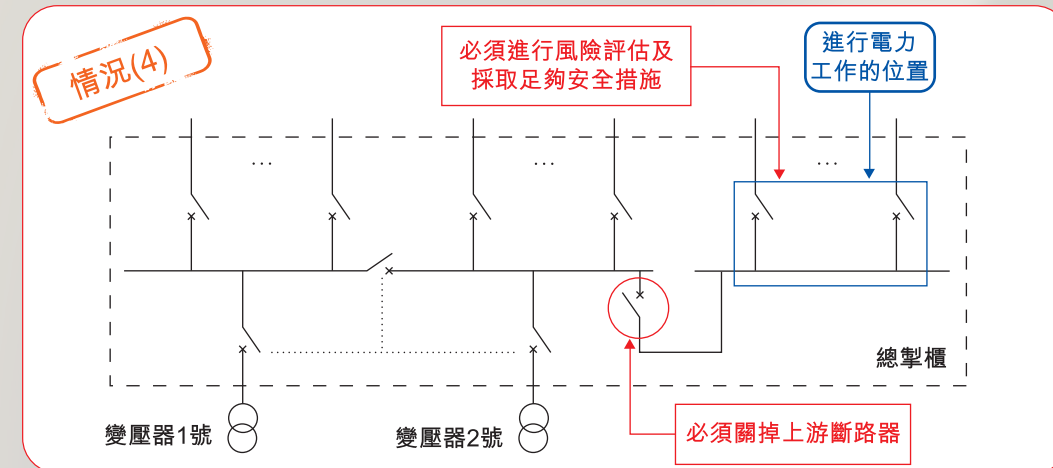 情況(4)
必須進行風險評估及
採取足夠安全措施
進行電力
工作的位置
...
...
...
總掣櫃
變壓器1號
變壓器2號
必須關掉上游斷路器